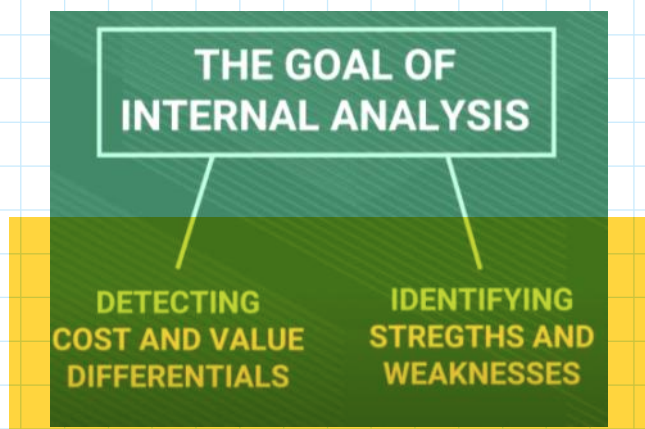 THE GOAL OF
INTERNAL ANALYSIS
DETECTING
COST AND VALUE
DIFFERENTIALS
IDENTIFYING
STREGTHS AND
WEAKNESSES